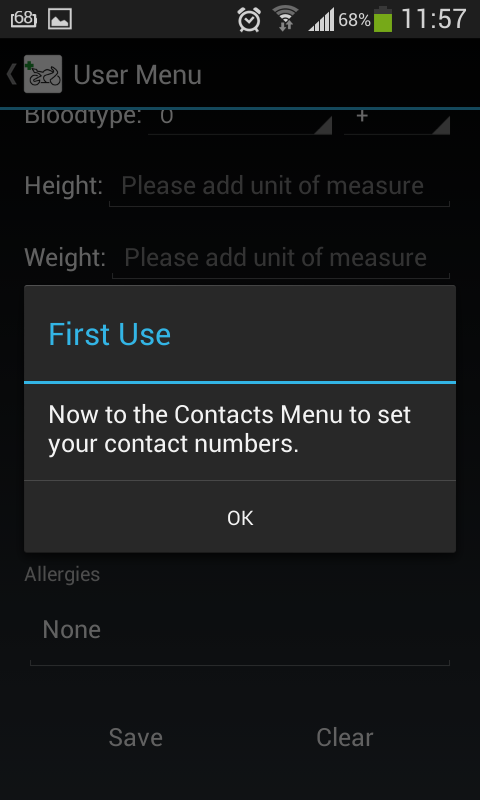 68
68% 11:57
User Menu
Bloodtype: 0 +
Height: Please add unit of measure
Weight: Please add unit of measure
First Use
Now to the Contacts Menu to set
your contact numbers.
OK
Allergies
None
Save Clear